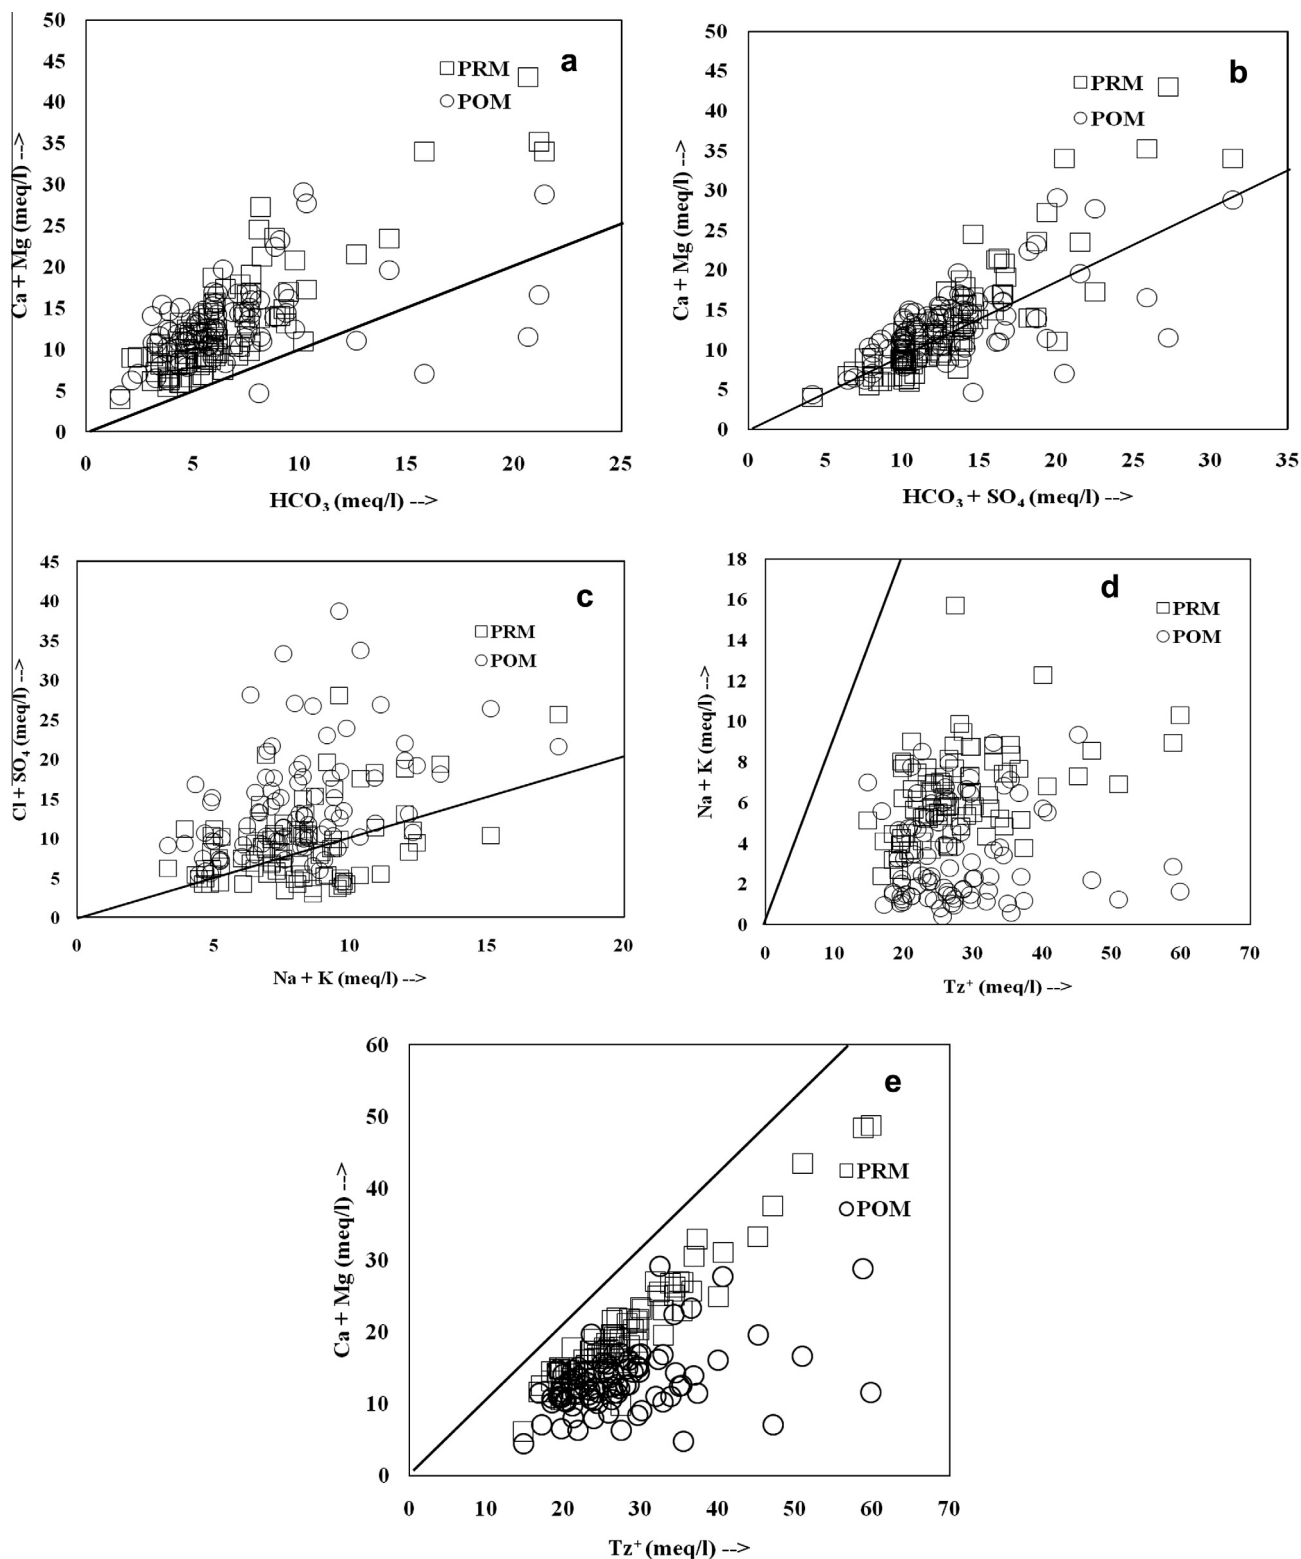 50
45
40
35
30
25
20
15
10
5
0
Ca + Mg (meq/l) -->
a
PRM
POM
0 5 10 15 20 25
HCO₃ (meq/l) -->
50
45
40
35
30
25
20
15
10
5
0
Ca + Mg (meq/l) -->
b
PRM
POM
0 5 10 15 20 25 30 35
HCO₃ + SO₄ (meq/l) -->
45
40
35
30
25
20
15
10
5
0
Cl + SO₄ (meq/l) -->
c
PRM
POM
0 5 10 15 20
Na + K (meq/l) -->
18
16
14
12
10
8
6
4
2
0
Na + K (meq/l) -->
d
PRM
POM
0 10 20 30 40 50 60 70
Tz⁺ (meq/l) -->
60
50
40
30
20
10
0
Ca + Mg (meq/l) -->
e
PRM
POM
0 10 20 30 40 50 60 70
Tz⁺ (meq/l) -->